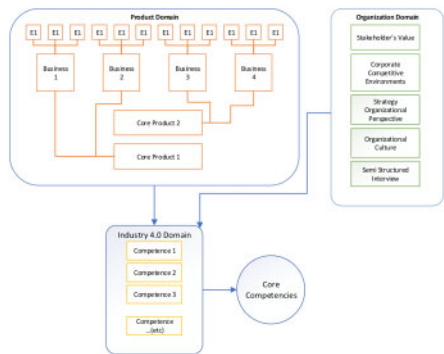 Product Domain
E1 E1 E1 E1 E1 E1 E1 E1 E1 E1 E1 E1
Business
1
Business
2
Business
3
Business
4
Core Product 2
Core Product 1
Organization Domain
Stakeholder's Value
Corporate
Competitive
Environments
Strategy
Organizational
Perspective
Organizational
Culture
Semi Structured
Interview
Industry 4.0 Domain
Competence 1
Competence 2
Competence 3
Competence
...(etc)
Core
Competencies